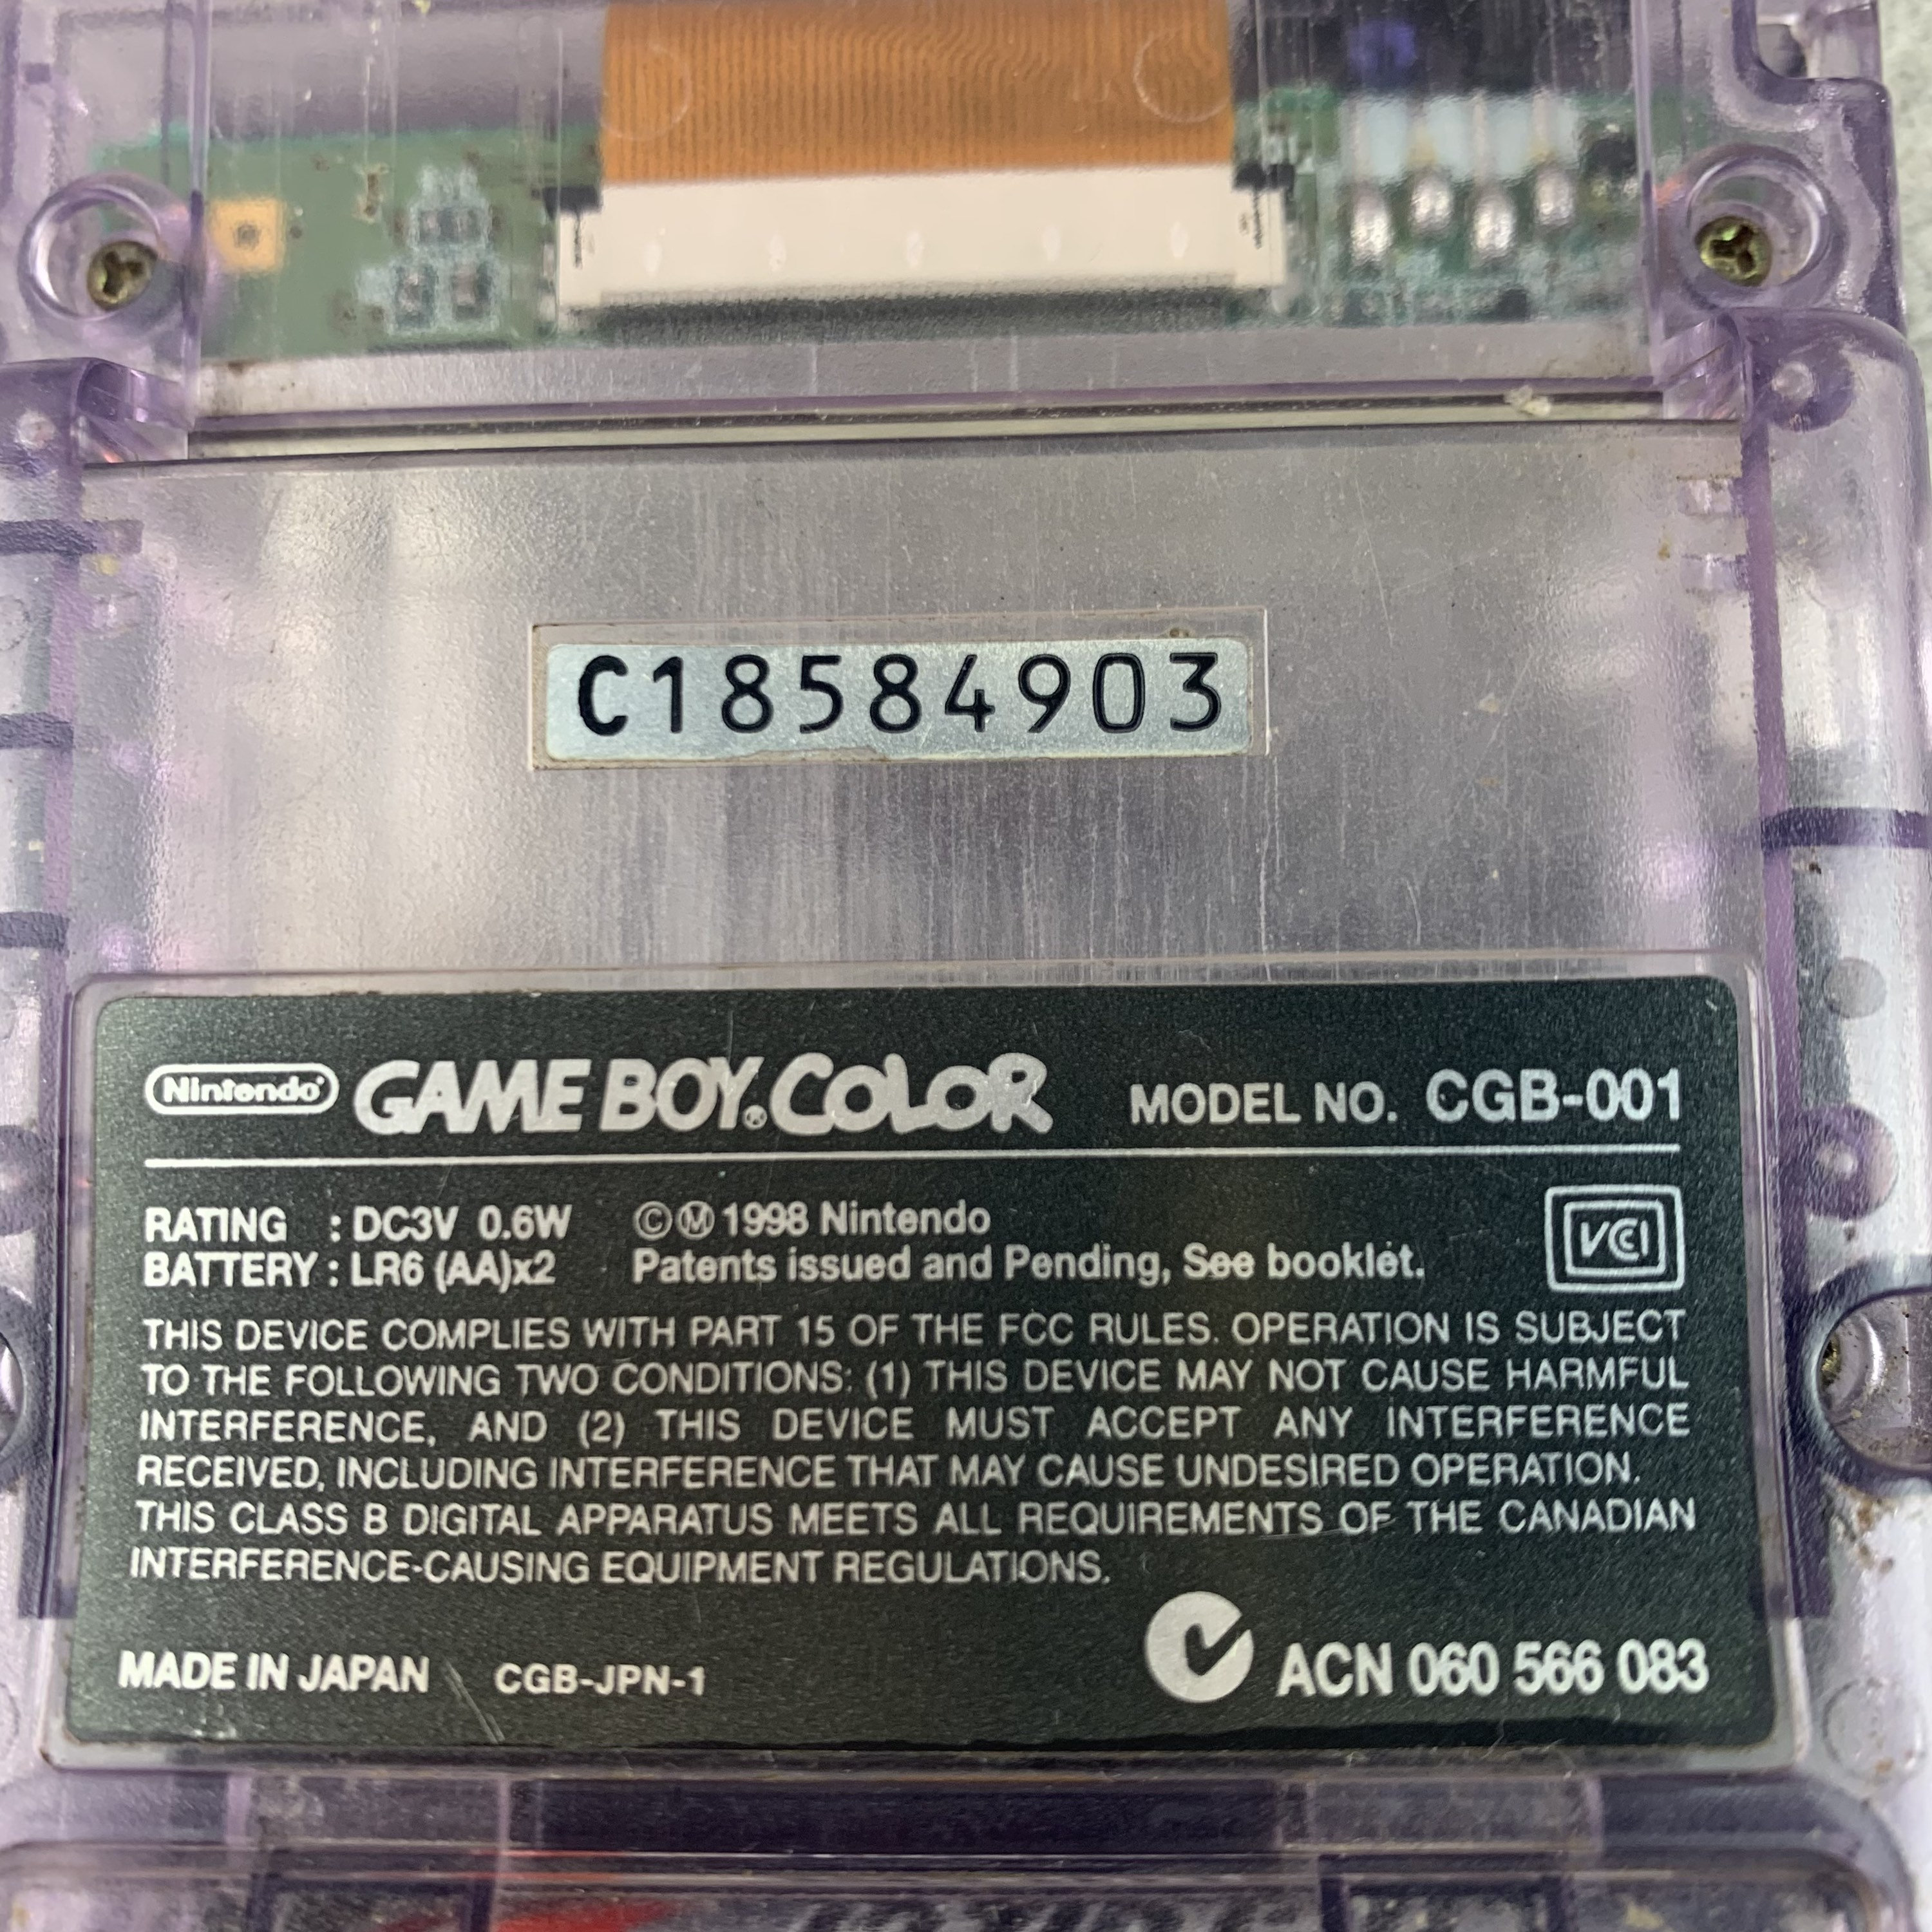 C18584903
Nintendo® GAME BOY® COLOR MODEL NO. CGB-001
RATING : DC3V 0.6W ©Ⓜ 1998 Nintendo
BATTERY : LR6 (AA)x2 Patents issued and Pending, See booklet.
VCI
THIS DEVICE COMPLIES WITH PART 15 OF THE FCC RULES. OPERATION IS SUBJECT
TO THE FOLLOWING TWO CONDITIONS: (1) THIS DEVICE MAY NOT CAUSE HARMFUL
INTERFERENCE, AND (2) THIS DEVICE MUST ACCEPT ANY INTERFERENCE
RECEIVED, INCLUDING INTERFERENCE THAT MAY CAUSE UNDESIRED OPERATION.
THIS CLASS B DIGITAL APPARATUS MEETS ALL REQUIREMENTS OF THE CANADIAN
INTERFERENCE-CAUSING EQUIPMENT REGULATIONS.
MADE IN JAPAN CGB-JPN-1 ACN 060 566 083